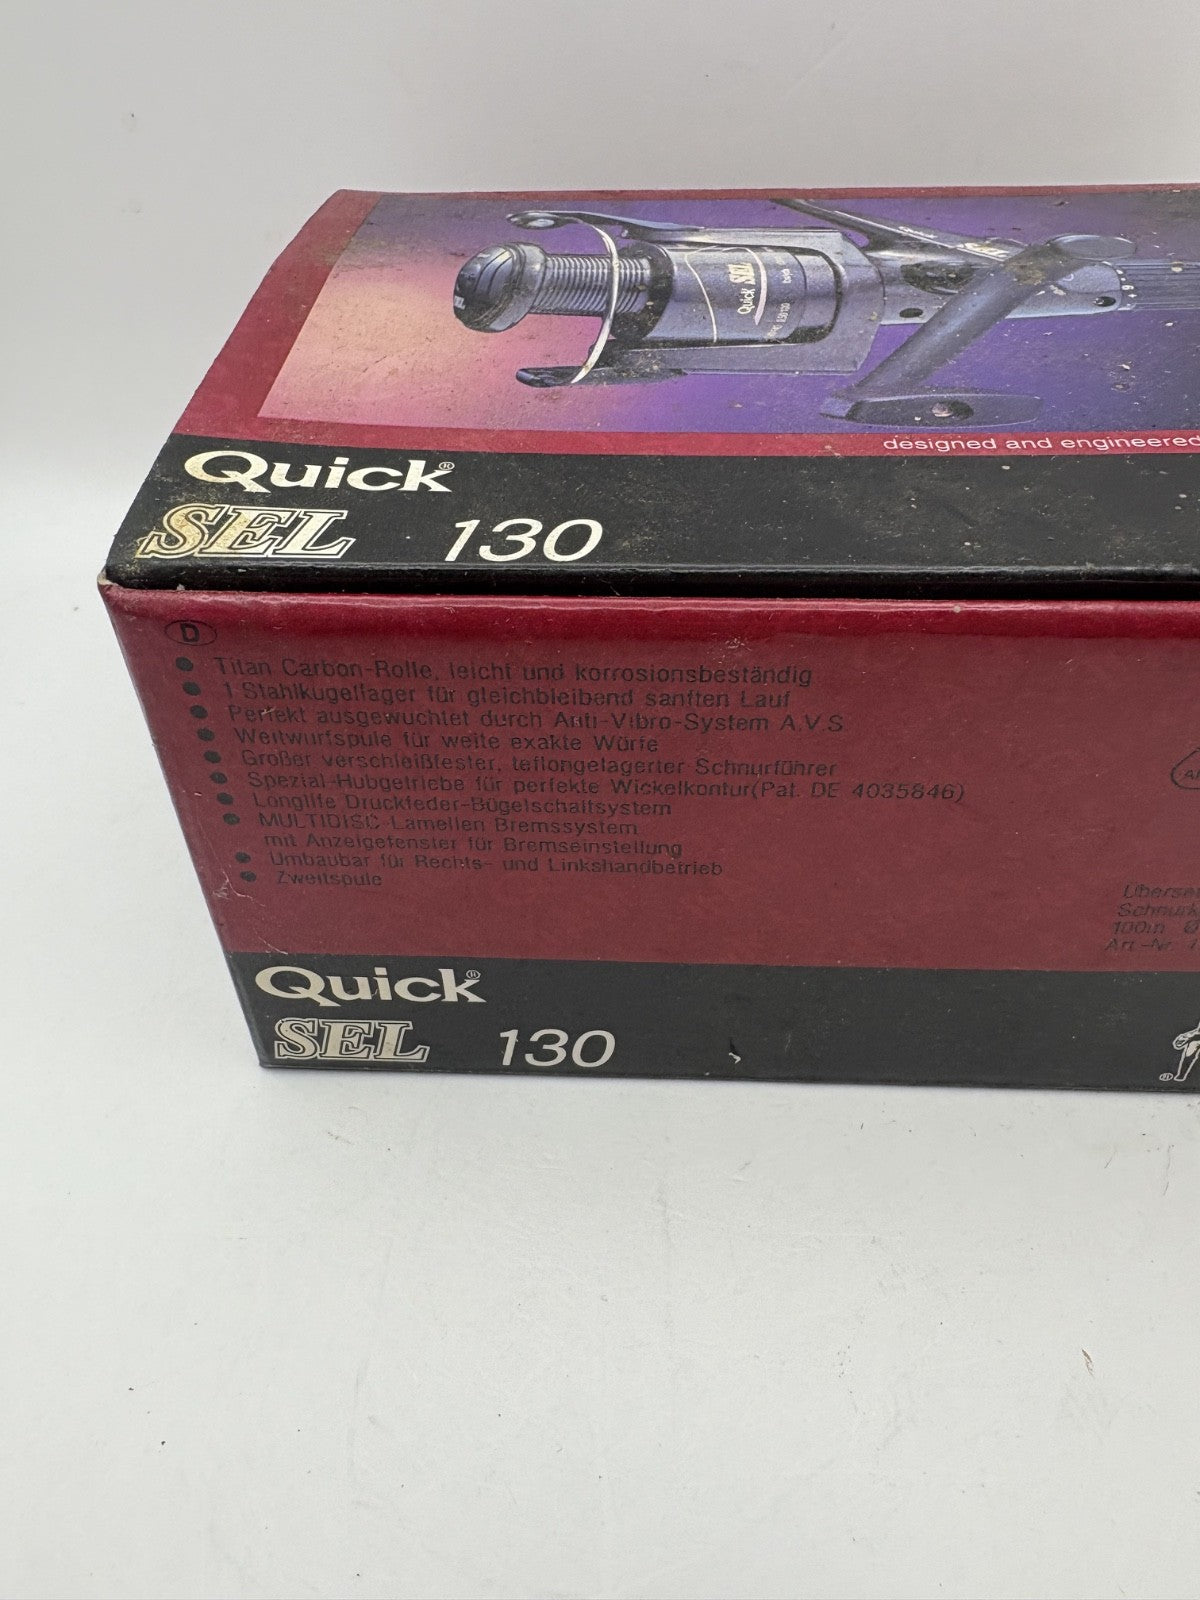 Quick SEL
designed and engineered
Quick®
SEL 130
D
• Titan Carbon-Rolle, leicht und korrosionsbeständig
• 1 Stahlkugellager für gleichbleibend sanften Lauf
• Perfekt ausgewuchtet durch Anti-Vibro-System A.V.S
• Weitwurfspule für weite exakte Würfe
• Großer verschleißfester, teflongelagerter Schnurführer
• Spezial-Hubgetriebe für perfekte Wickelkontur(Pat. DE 4035846)
• Longlife Druckfeder-Bügelschaltsystem
• MULTIDISC-Lamellen Bremssystem
mit Anzeigefenster für Bremseinstellung
• Umbaubar für Rechts- und Linkshandbetrieb
• Zweitspule
100m Ø
Art.-Nr.
Quick®
SEL 130
®